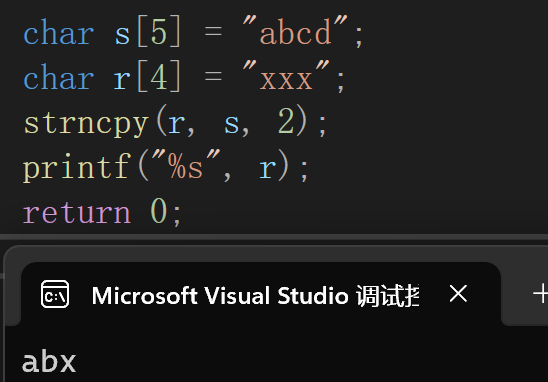 char s[5] = "abcd";
char r[4] = "xxx";
strncpy(r, s, 2);
printf("%s", r);
return 0;
C:\
Microsoft Visual Studio 调试
abx